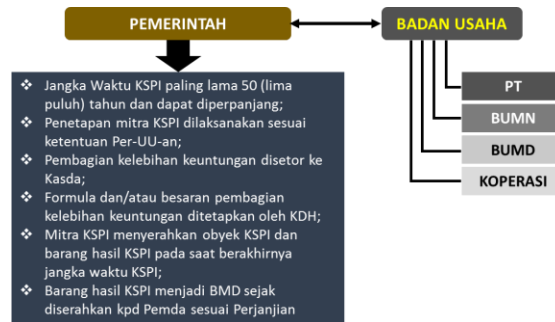 PEMERINTAH
BADAN USAHA
❖ Jangka Waktu KSPI paling lama 50 (lima
puluh) tahun dan dapat diperpanjang;
❖ Penetapan mitra KSPI dilaksanakan sesuai
ketentuan Per-UU-an;
❖ Pembagian kelebihan keuntungan disetor ke
Kasda;
❖ Formula dan/atau besaran pembagian
kelebihan keuntungan ditetapkan oleh KDH;
❖ Mitra KSPI menyerahkan obyek KSPI dan
barang hasil KSPI pada saat berakhirnya
jangka waktu KSPI;
❖ Barang hasil KSPI menjadi BMD sejak
diserahkan kpd Pemda sesuai Perjanjian
PT
BUMN
BUMD
KOPERASI